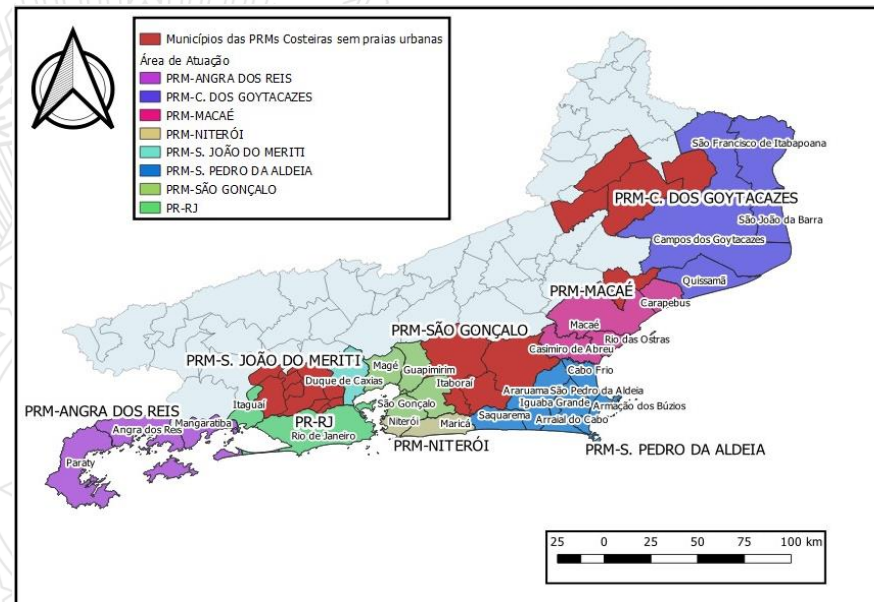 Municípios das PRMs Costeiras sem praias urbanas
Área de Atuação
PRM-ANGRA DOS REIS
PRM-C. DOS GOYTACAZES
PRM-MACAÉ
PRM-NITERÓI
PRM-S. JOÃO DO MERITI
PRM-S. PEDRO DA ALDEIA
PRM-SÃO GONÇALO
PR-RJ
São Francisco de Itabapoana
PRM-C. DOS GOYTACAZES
São João da Barra
Campos dos Goytacazes
Quissamã
PRM-MACAÉ
Carapebus
Macaé
PRM-SÃO GONÇALO
Rio das Ostras
Casimiro de Abreu
PRM-S. JOÃO DO MERITI
Magé
Guapimirim
Cabo Frio
Duque de Caxias
Itaboraí
Araruama
São Pedro da Aldeia
Itaguaí
São Gonçalo
Iguaba Grande
Armação dos Búzios
PRM-ANGRA DOS REIS
Mangaratiba
PR-RJ
Niterói
Maricá
Saquarema
Arraial do Cabo
Angra dos Reis
Rio de Janeiro
PRM-NITERÓI
PRM-S. PEDRO DA ALDEIA
Paraty
25 0 25 50 75 100 km